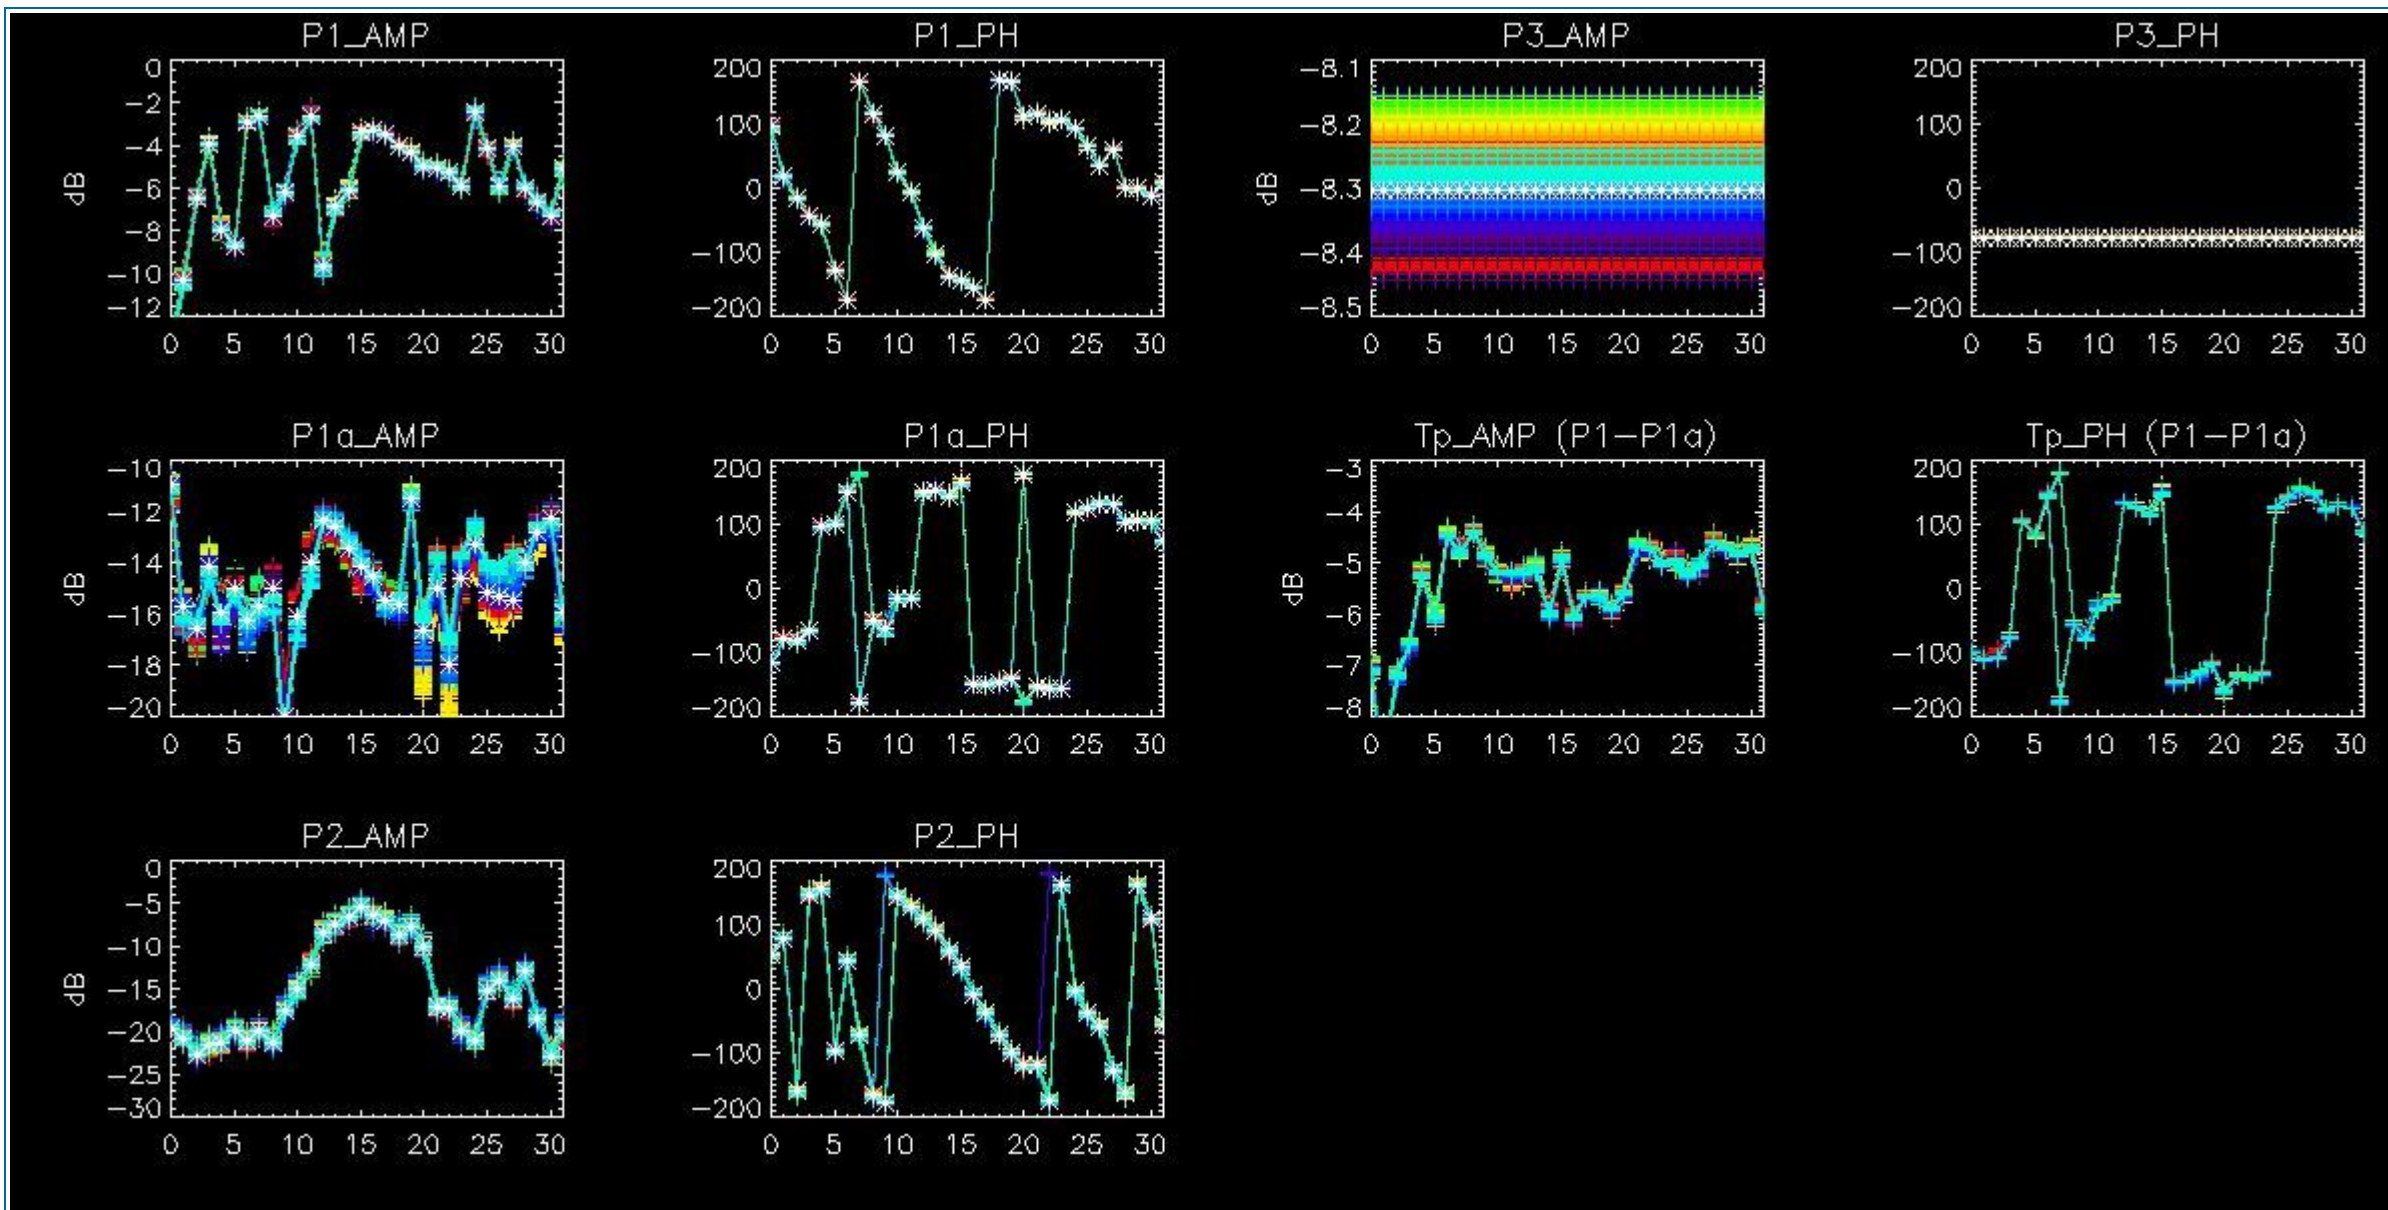 P1_AMP
0
−2
−4
−6
−8
−10
−12
dB
0 5 10 15 20 25 30
P1_PH
200
100
0
−100
−200
0 5 10 15 20 25 30
P3_AMP
−8.1
−8.2
−8.3
−8.4
−8.5
dB
0 5 10 15 20 25 30
P3_PH
200
100
0
−100
−200
0 5 10 15 20 25 30
P1a_AMP
−10
−12
−14
−16
−18
−20
dB
0 5 10 15 20 25 30
P1a_PH
200
100
0
−100
−200
0 5 10 15 20 25 30
Tp_AMP (P1−P1a)
−3
−4
−5
−6
−7
−8
dB
0 5 10 15 20 25 30
Tp_PH (P1−P1a)
200
100
0
−100
−200
0 5 10 15 20 25 30
P2_AMP
0
−5
−10
−15
−20
−25
−30
dB
0 5 10 15 20 25 30
P2_PH
200
100
0
−100
−200
0 5 10 15 20 25 30